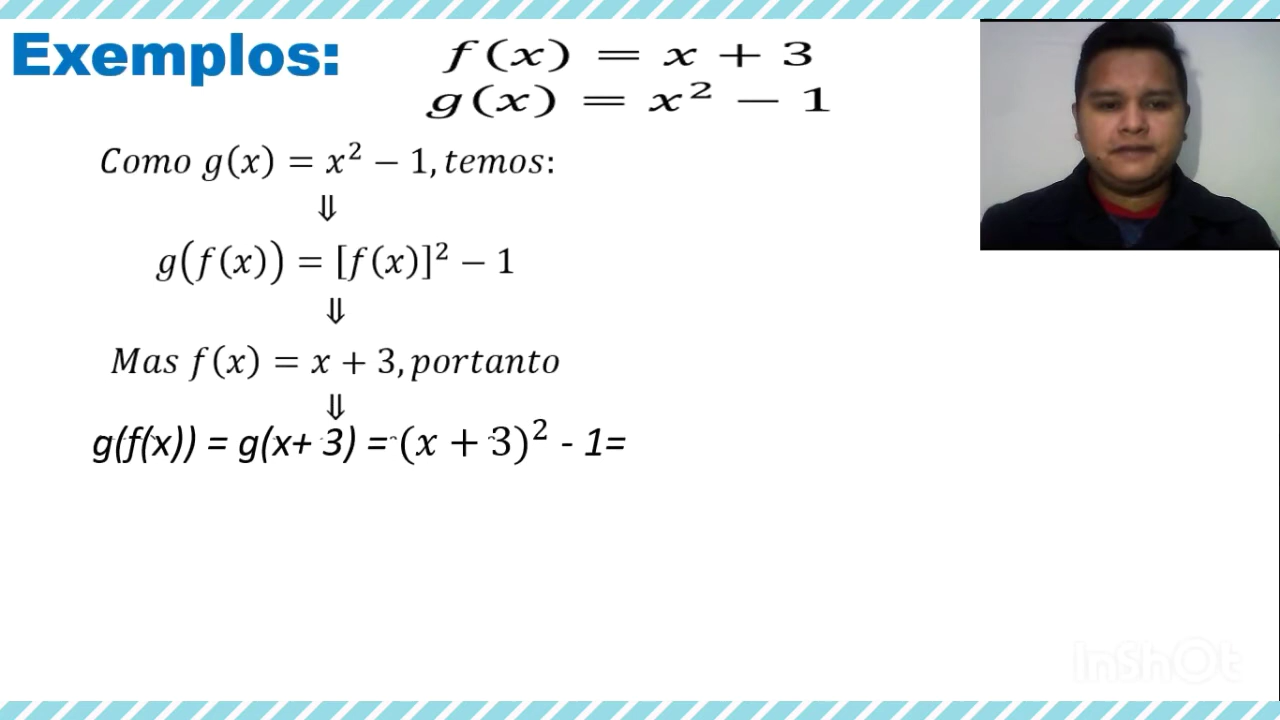 Exemplos:
f(x) = x + 3
g(x) = x² − 1
Como g(x) = x² − 1, temos:
⇓
g(f(x)) = [f(x)]² − 1
⇓
Mas f(x) = x + 3, portanto
⇓
g(f(x)) = g(x+ 3) = (x + 3)² - 1=
InShOt